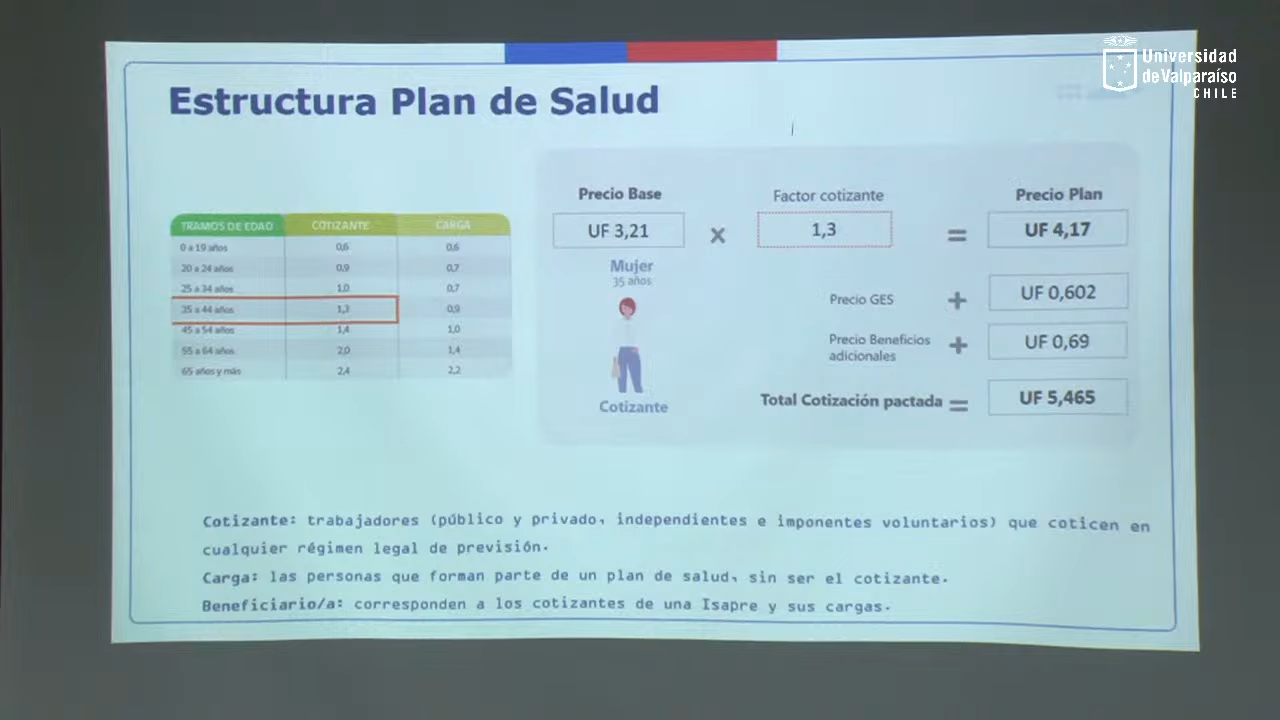 Universidad
de Valparaíso
CHILE
Estructura Plan de Salud
TRAMOS DE EDAD COTIZANTE CARGA
0 a 19 años 0,6 0,6
20 a 24 años 0,9 0,7
25 a 34 años 1,0 0,7
35 a 44 años 1,3 0,9
45 a 54 años 1,4 1,0
55 a 64 años 2,0 1,4
65 años y más 2,4 2,2
Precio Base Factor cotizante Precio Plan
UF 3,21 × 1,3 = UF 4,17
Mujer
35 años
Precio GES + UF 0,602
Precio Beneficios
adicionales + UF 0,69
Cotizante
Total Cotización pactada = UF 5,465
Cotizante: trabajadores (público y privado, independientes e imponentes voluntarios) que coticen en
cualquier régimen legal de previsión.
Carga: las personas que forman parte de un plan de salud, sin ser el cotizante.
Beneficiario/a: corresponden a los cotizantes de una Isapre y sus cargas.